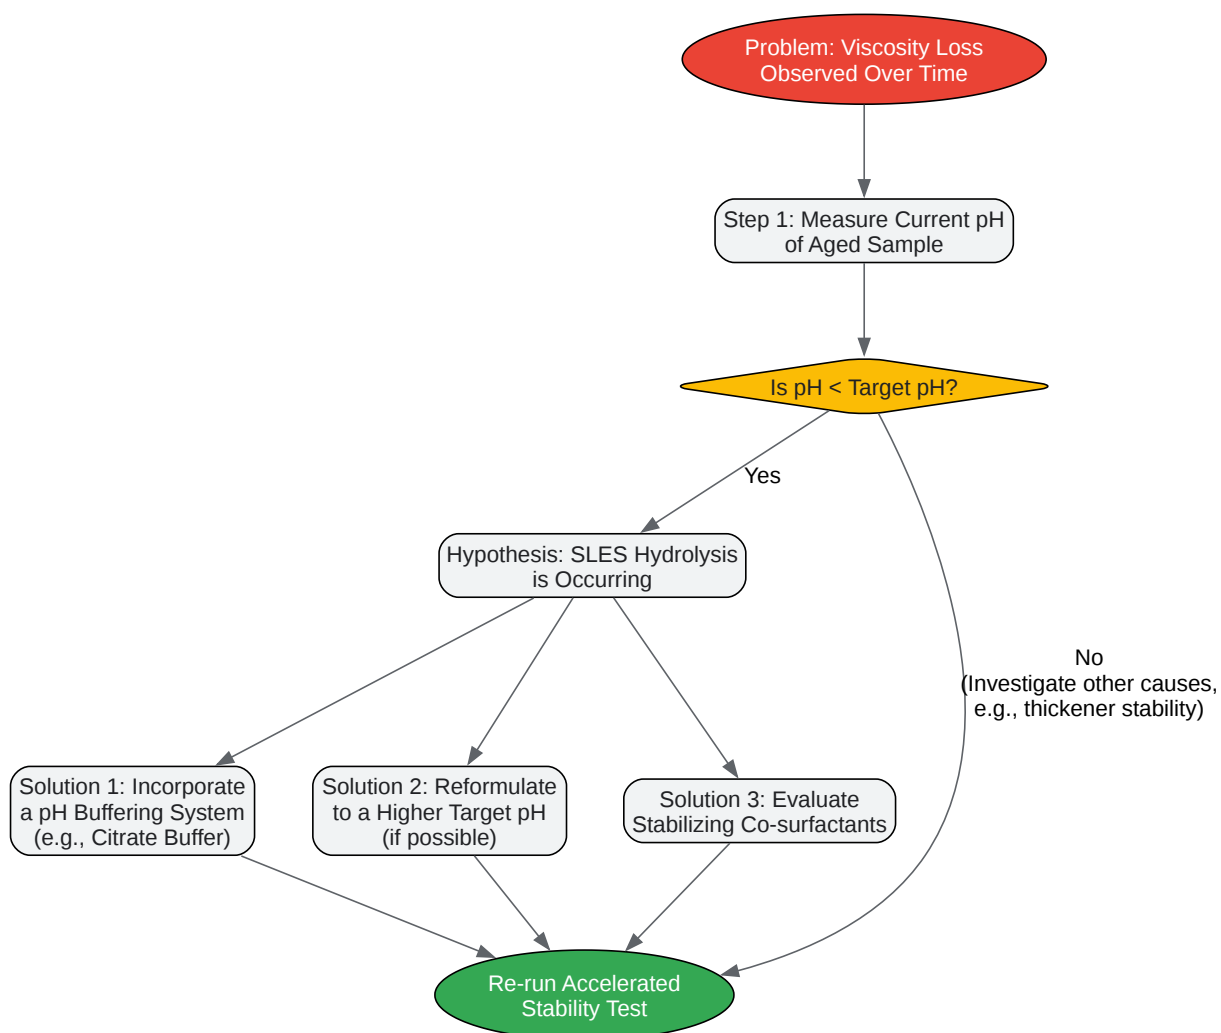 Problem: Viscosity Loss
Observed Over Time
Step 1: Measure Current pH
of Aged Sample
Is pH < Target pH?
Yes
Hypothesis: SLES Hydrolysis
is Occurring
No
(Investigate other causes,
e.g., thickener stability)
Solution 1: Incorporate
a pH Buffering System
(e.g., Citrate Buffer)
Solution 2: Reformulate
to a Higher Target pH
(if possible)
Solution 3: Evaluate
Stabilizing Co-surfactants
Re-run Accelerated
Stability Test